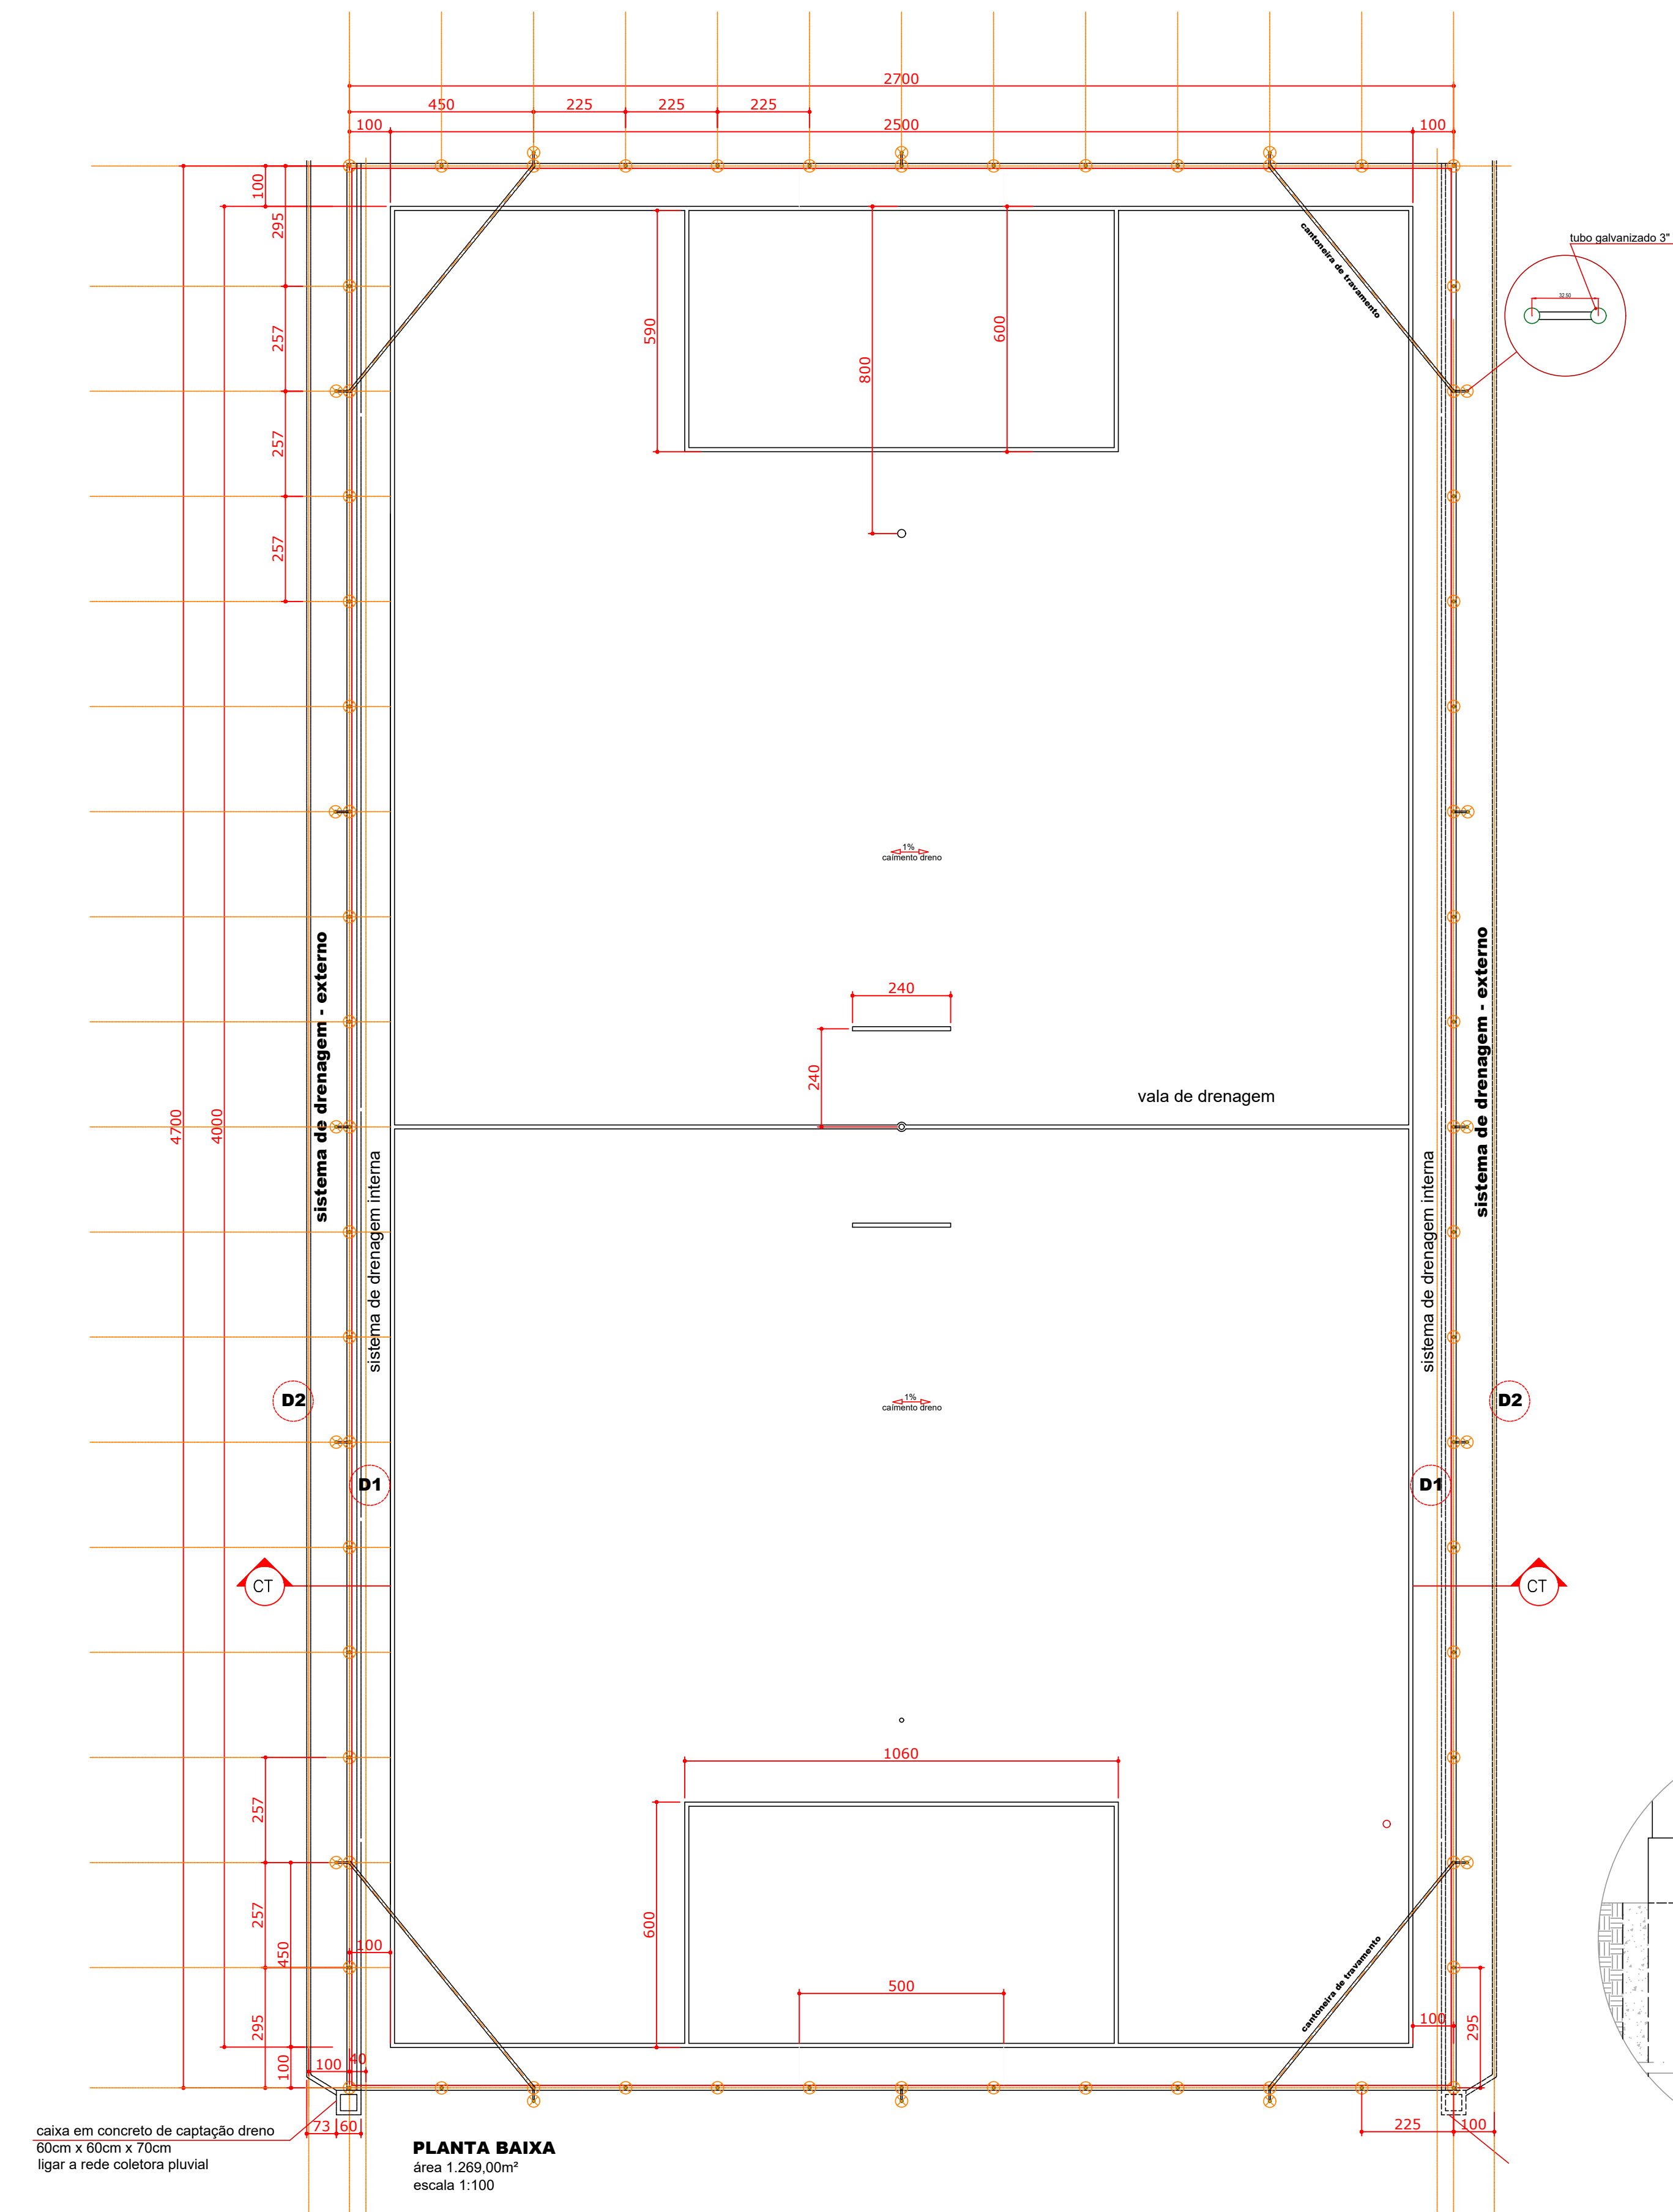 2700
450
225
225
225
100
2500
100
100
295
257
257
257
590
800
600
cantoneira de travamento
tubo galvanizado 3"
32.50
1%
caimento dreno
240
240
vala de drenagem
4700
4000
sistema de drenagem - externo
sistema de drenagem interna
sistema de drenagem interna
sistema de drenagem - externo
1%
caimento dreno
D2
D2
D1
D1
CT
CT
1060
257
257
450
100
600
500
cantoneira de travamento
100
295
295
100
100
40
73
60
225
100
caixa em concreto de captação dreno
60cm x 60cm x 70cm
ligar a rede coletora pluvial
PLANTA BAIXA
área 1.269,00m²
escala 1:100